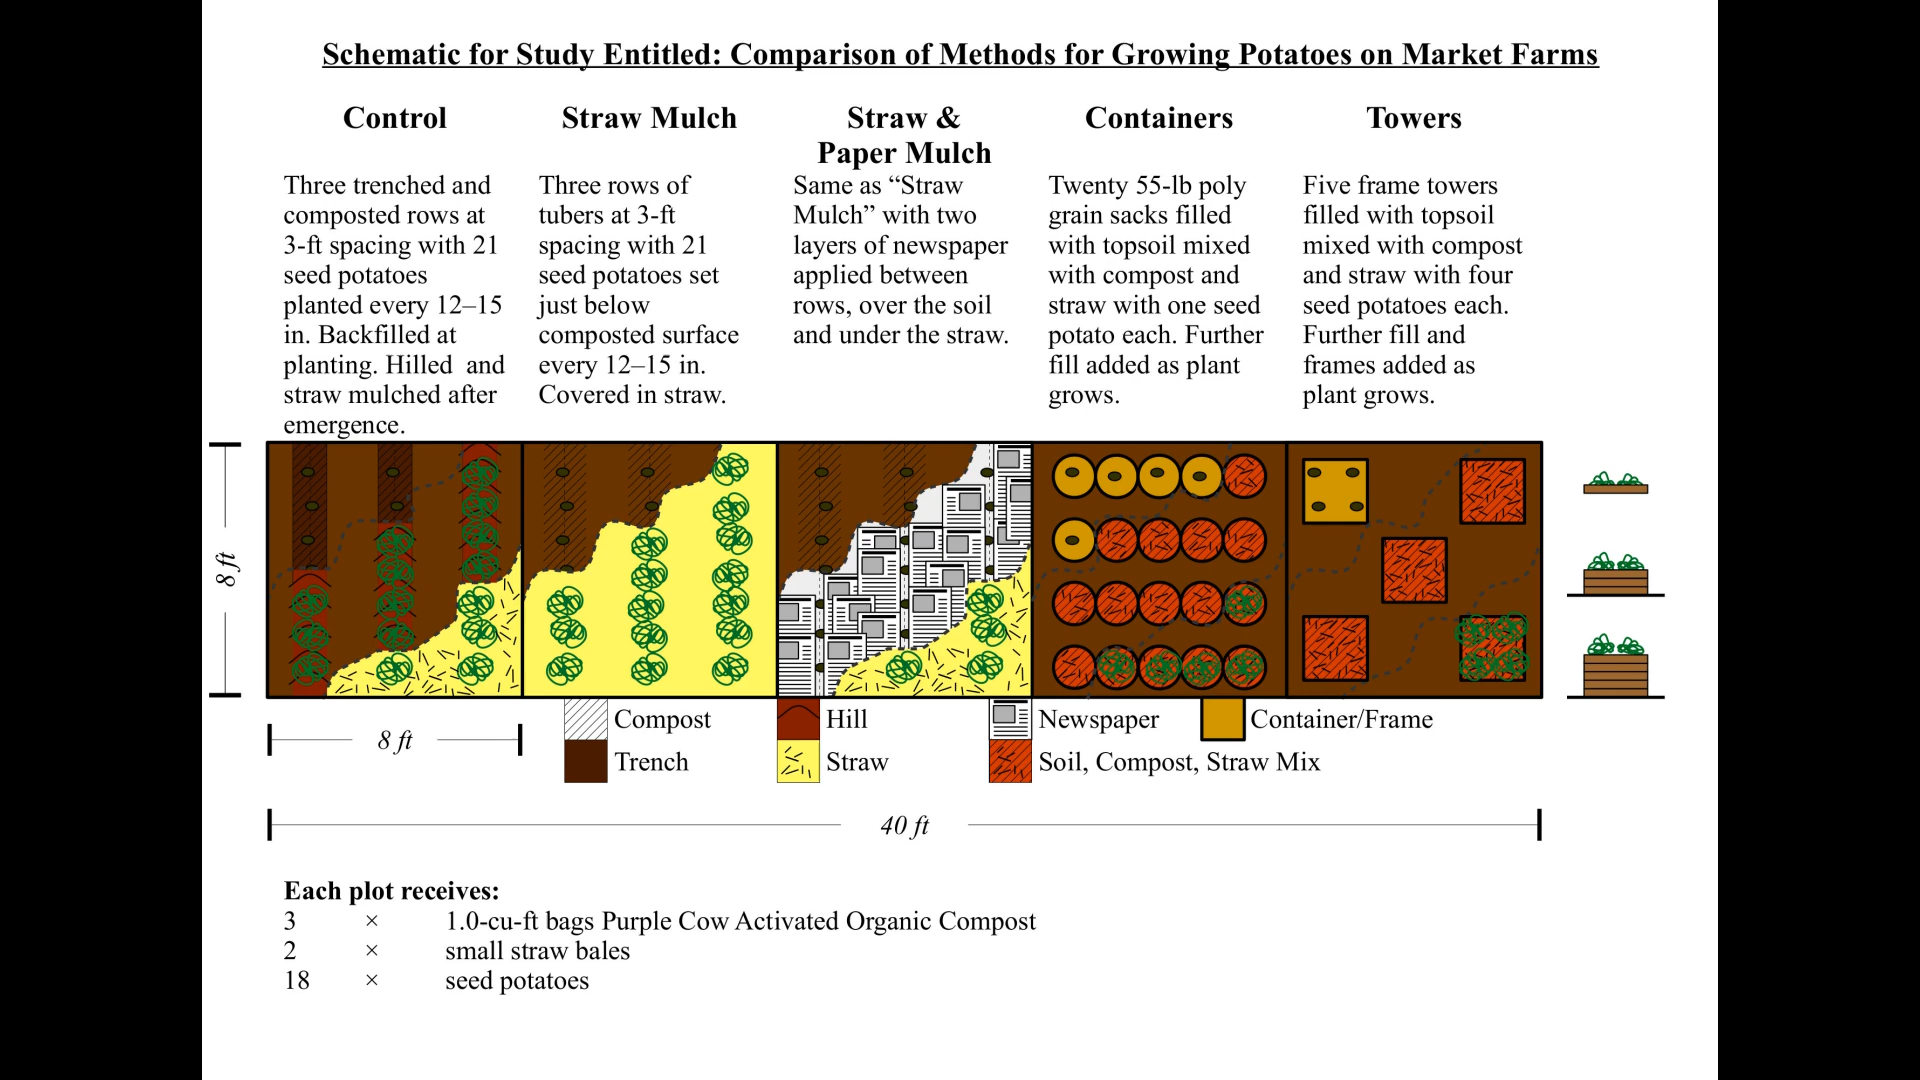 Schematic for Study Entitled: Comparison of Methods for Growing Potatoes on Market Farms
Control
Three trenched and
composted rows at
3-ft spacing with 21
seed potatoes
planted every 12–15
in. Backfilled at
planting. Hilled  and
straw mulched after
emergence.
Straw Mulch
Three rows of
tubers at 3-ft
spacing with 21
seed potatoes set
just below
composted surface
every 12–15 in.
Covered in straw.
Straw &
Paper Mulch
Same as “Straw
Mulch” with two
layers of newspaper
applied between
rows, over the soil
and under the straw.
Containers
Twenty 55-lb poly
grain sacks filled
with topsoil mixed
with compost and
straw with one seed
potato each. Further
fill added as plant
grows.
Towers
Five frame towers
filled with topsoil
mixed with compost
and straw with four
seed potatoes each.
Further fill and
frames added as
plant grows.
8 ft
8 ft
Compost
Trench
Hill
Straw
Newspaper
Soil, Compost, Straw Mix
Container/Frame
40 ft
Each plot receives:
3 × 1.0-cu-ft bags Purple Cow Activated Organic Compost
2 × small straw bales
18 × seed potatoes